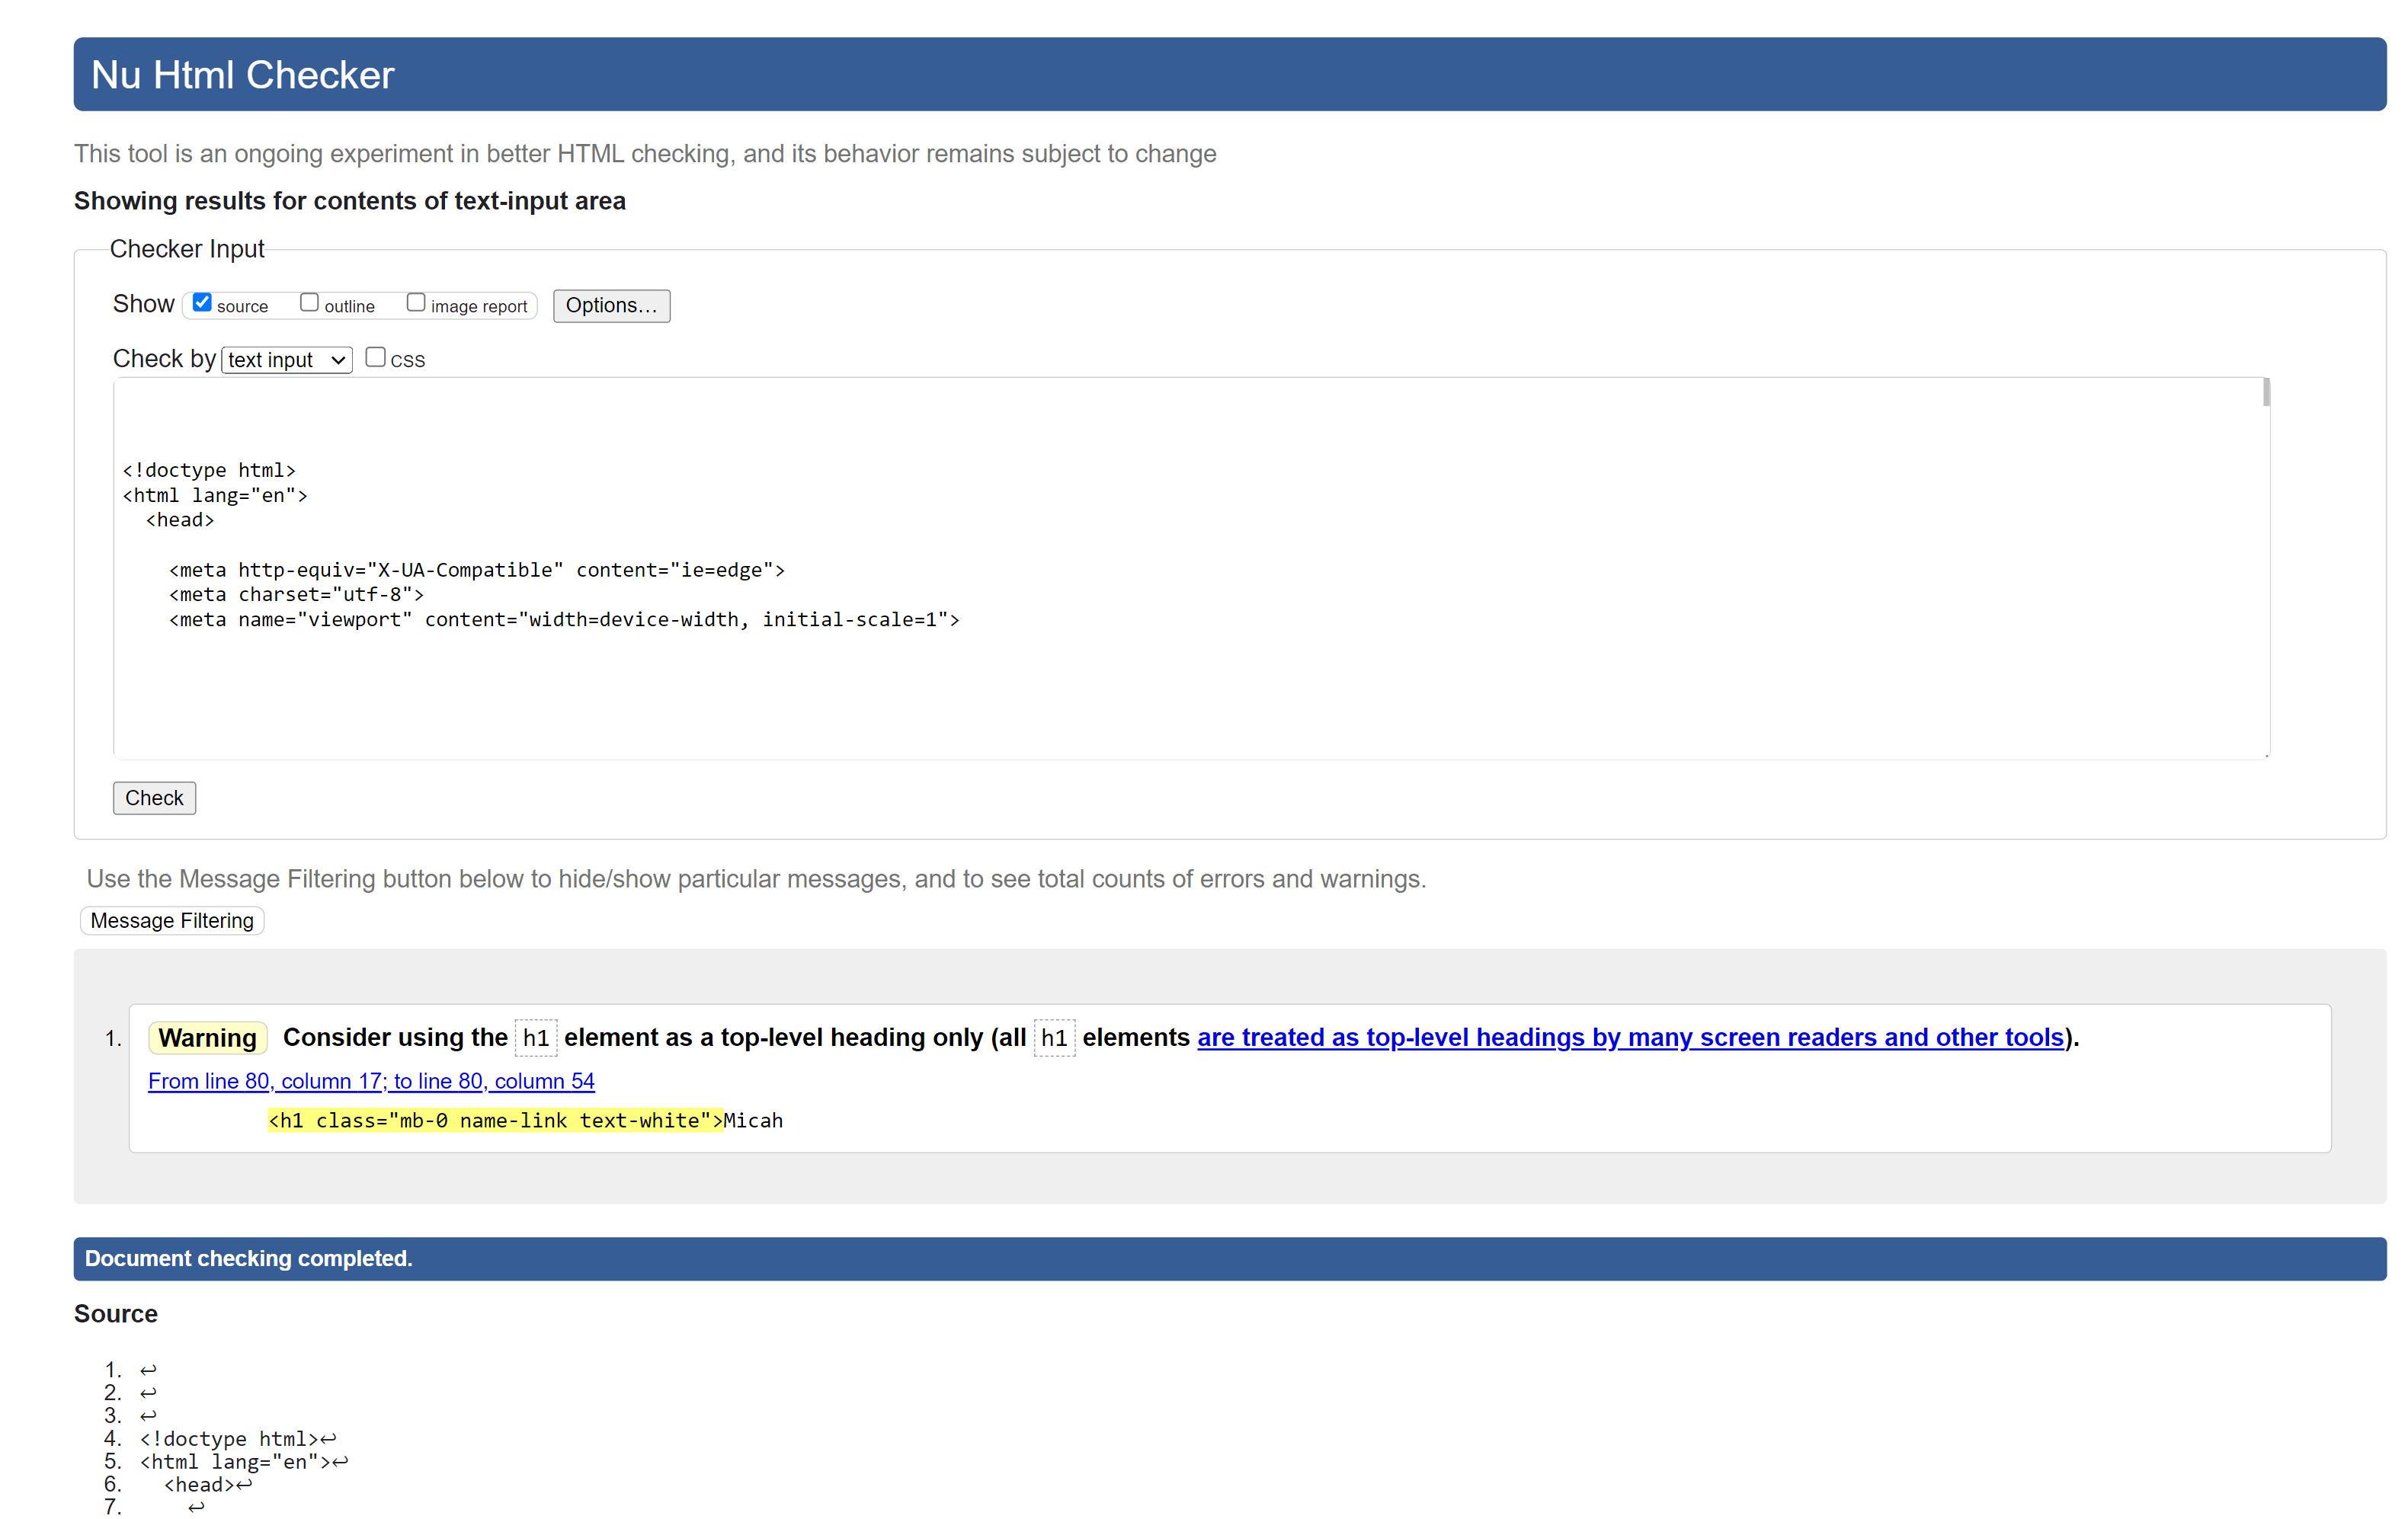 Nu Html Checker
This tool is an ongoing experiment in better HTML checking, and its behavior remains subject to change
Showing results for contents of text-input area
Checker Input
Show source outline image report Options...
Check by text input CSS
<!doctype html>
<html lang="en">
  <head>
    <meta http-equiv="X-UA-Compatible" content="ie=edge">
    <meta charset="utf-8">
    <meta name="viewport" content="width=device-width, initial-scale=1">
Check
Use the Message Filtering button below to hide/show particular messages, and to see total counts of errors and warnings.
Message Filtering
1. Warning Consider using the h1 element as a top-level heading only (all h1 elements are treated as top-level headings by many screen readers and other tools).
From line 80, column 17; to line 80, column 54
<h1 class="mb-0 name-link text-white">Micah
Document checking completed.
Source
1. ↩
2. ↩
3. ↩
4. <!doctype html>↩
5. <html lang="en">↩
6.   <head>↩
7.     ↩